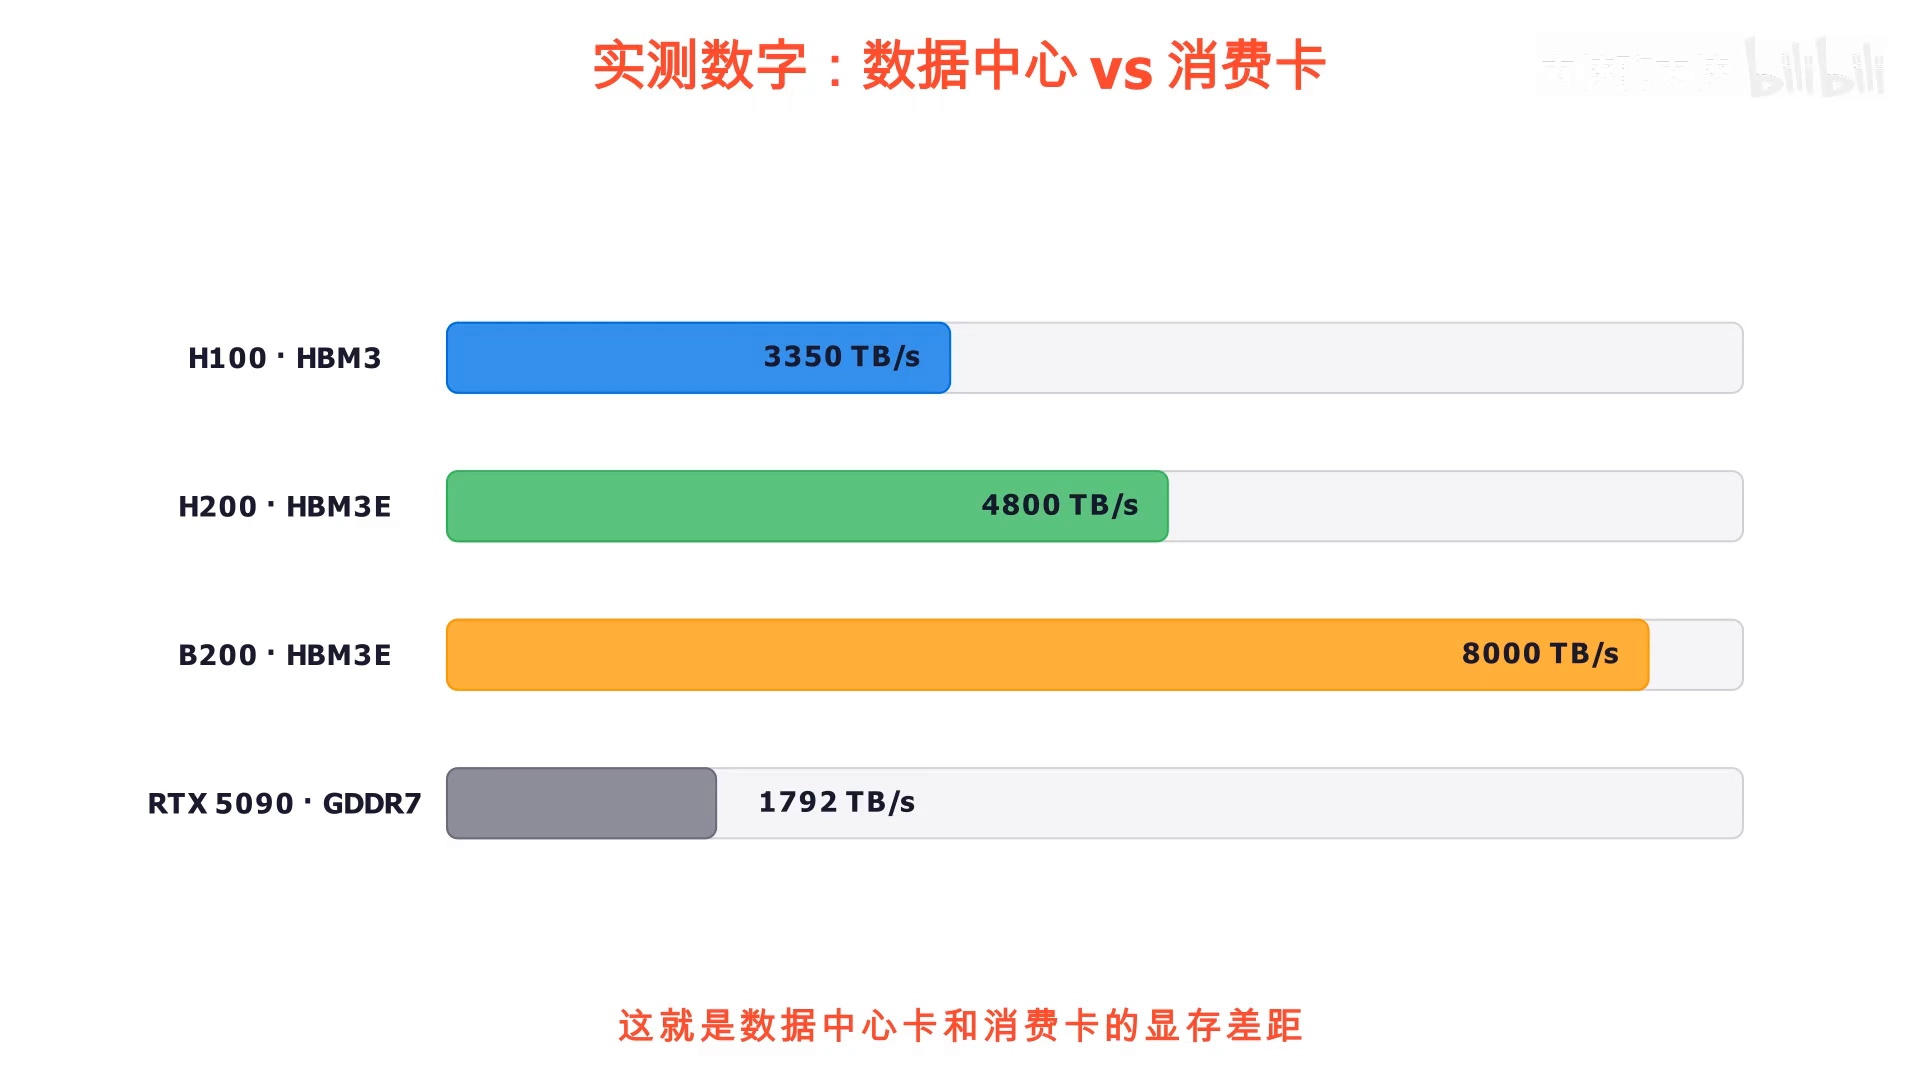 实测数字：数据中心 vs 消费卡
bilibili
H100 · HBM3
3350 TB/s
H200 · HBM3E
4800 TB/s
B200 · HBM3E
8000 TB/s
RTX 5090 · GDDR7
1792 TB/s
这就是数据中心卡和消费卡的显存差距